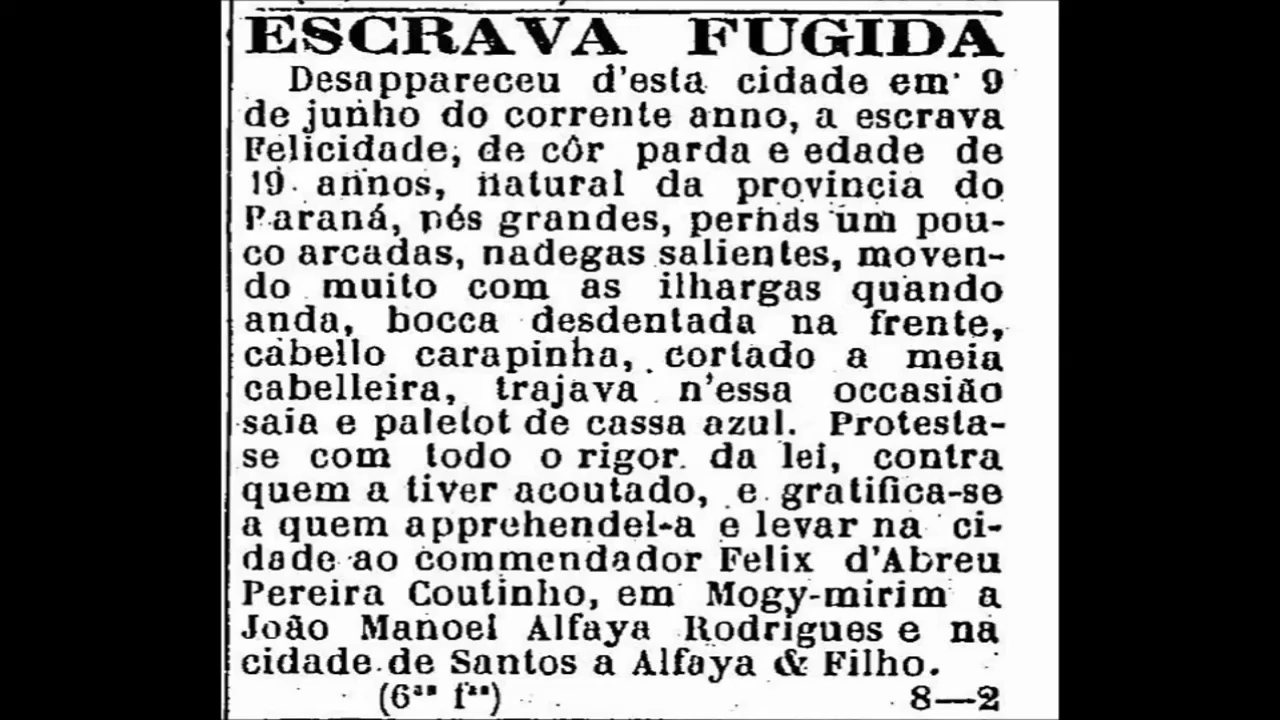 ESCRAVA FUGIDA
Desappareceu d'esta cidade em 9
de junho do corrente anno, a escrava
Felicidade, de côr parda e edade de
19 annos, natural da provincia do
Paraná, pés grandes, pernas um pou-
co arcadas, nadegas salientes, moven-
do muito com as ilhargas quando
anda, bocca desdentada na frente,
cabello carapinha, cortado a meia
cabelleira, trajava n'essa occasião
saia e paletot de cassa azul. Protesta-
se com todo o rigor da lei, contra
quem a tiver acoutado, e gratifica-se
a quem apprehendel-a e levar na ci-
dade ao commendador Felix d'Abreu
Pereira Coutinho, em Mogy-mirim a
João Manoel Alfaya Rodrigues e na
cidade de Santos a Alfaya & Filho.
(6ᵃˢ fᵃˢ) 8—2